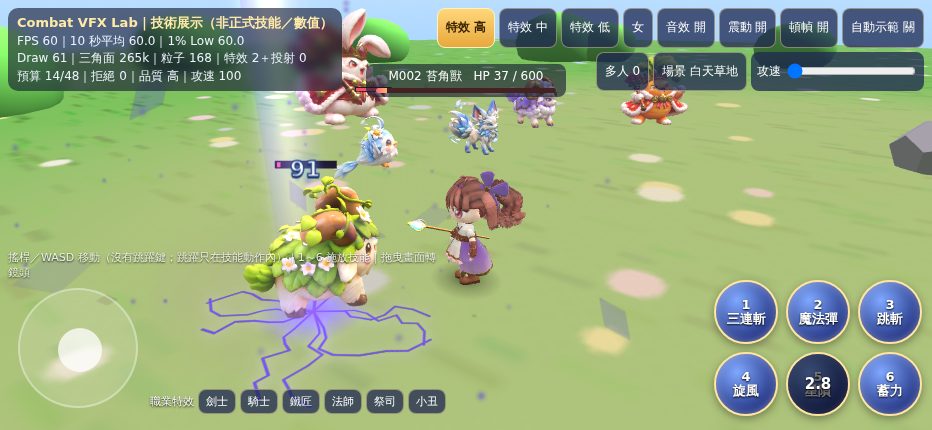 Combat VFX Lab｜技術展示（非正式技能／數值）
FPS 60｜10 秒平均 60.0｜1% Low 60.0
Draw 61｜三角面 265k｜粒子 168｜特效 2＋投射 0
預算 14/48｜拒絕 0｜品質 高｜攻速 100
特效 高
特效 中
特效 低
女
音效 開
震動 開
頓幀 開
自動示範 關
多人 0
場景 白天草地
攻速
M002 苔角獸 HP 37 / 600
91
搖桿／WASD 移動（沒有跳躍鍵；跳躍只在技能動作內）｜1～6 施放技能｜拖曳畫面轉
鏡頭
1
三連斬
2
魔法彈
3
跳斬
4
旋風
2.8
6
蓄力
職業特效
劍士
騎士
鐵匠
法師
祭司
小丑